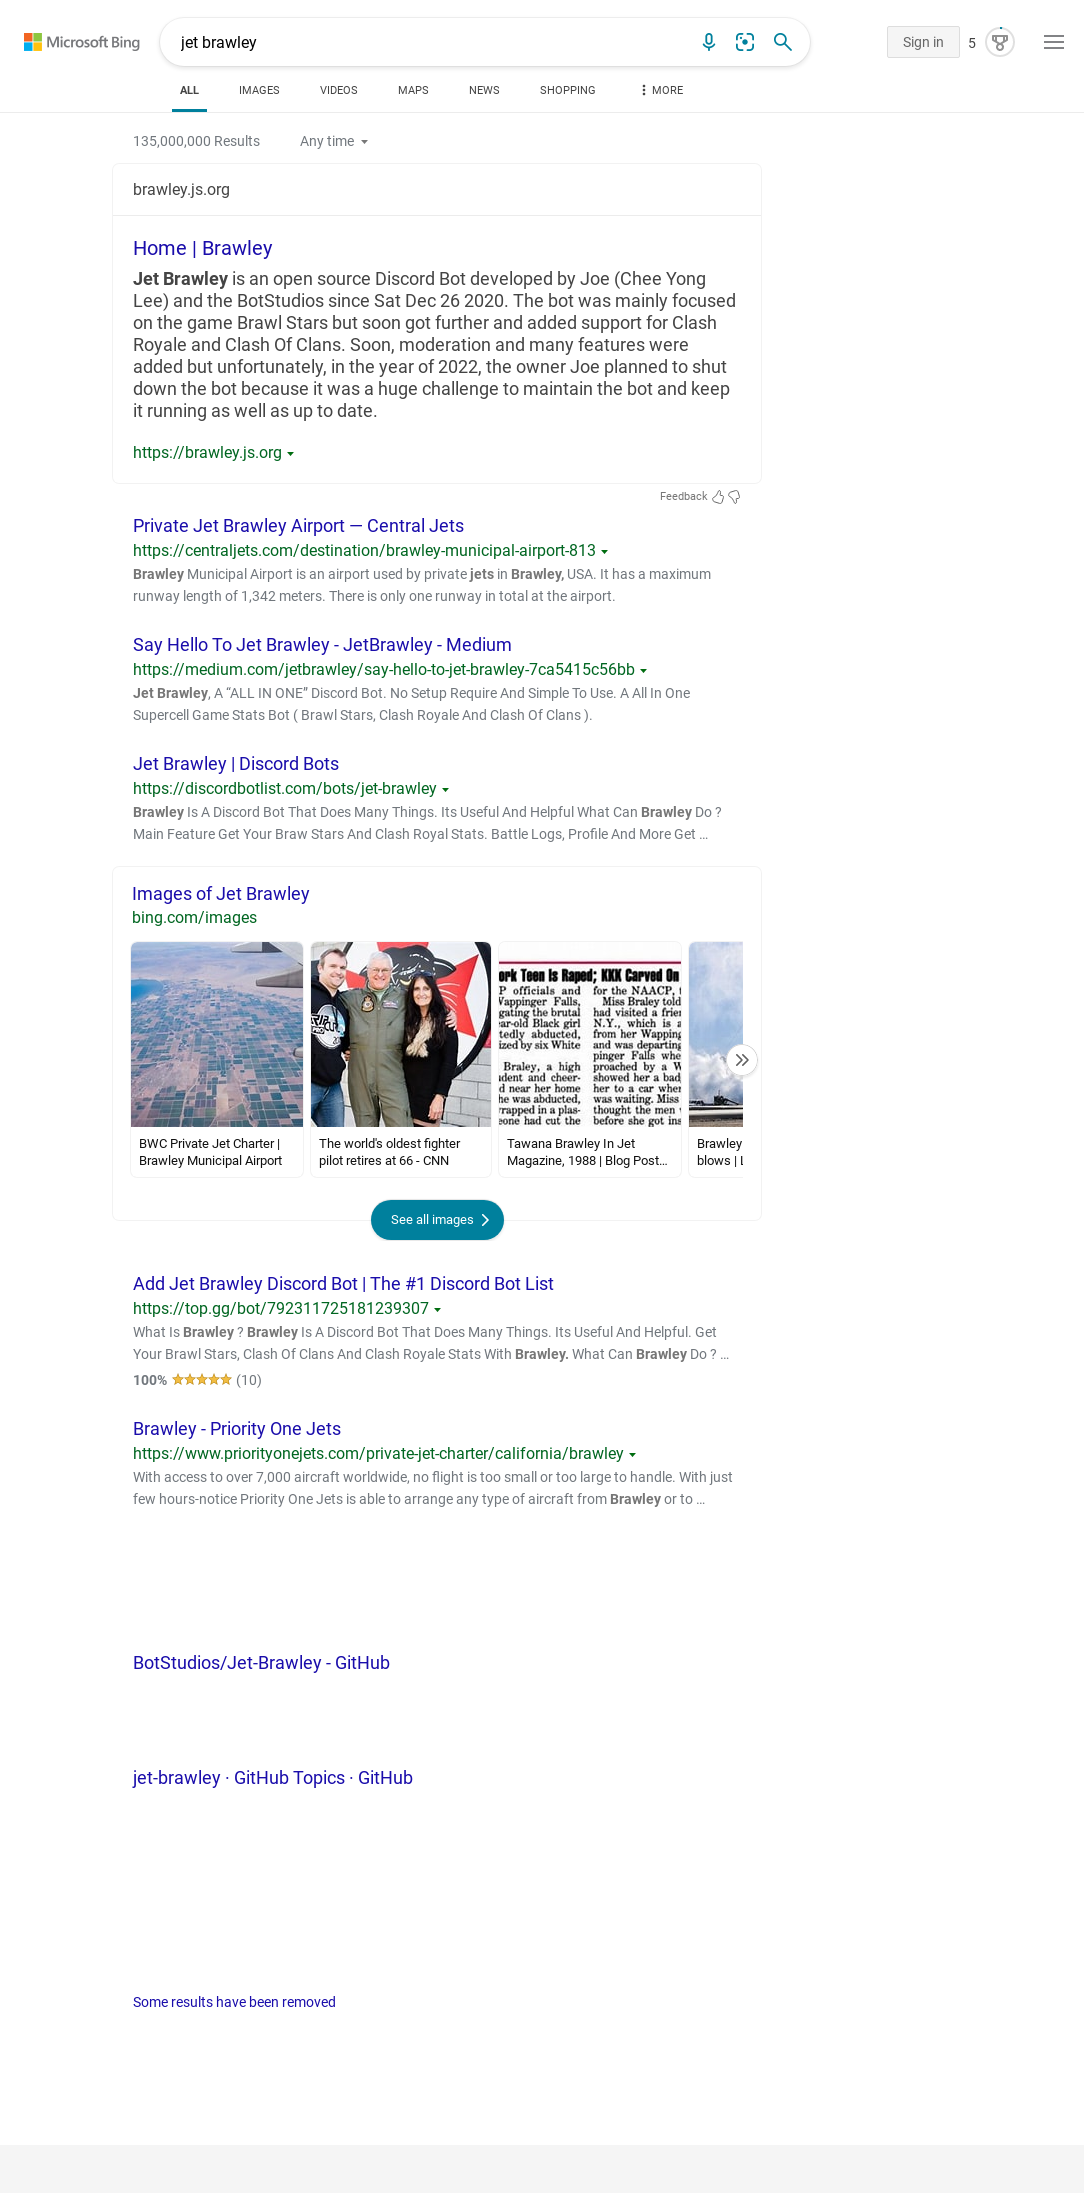 Microsoft Bing
jet brawley
Sign in
5
ALL
IMAGES
VIDEOS
MAPS
NEWS
SHOPPING
MORE
135,000,000 Results
Any time
brawley.js.org
Home | Brawley
Jet Brawley is an open source Discord Bot developed by Joe (Chee Yong
Lee) and the BotStudios since Sat Dec 26 2020. The bot was mainly focused
on the game Brawl Stars but soon got further and added support for Clash
Royale and Clash Of Clans. Soon, moderation and many features were
added but unfortunately, in the year of 2022, the owner Joe planned to shut
down the bot because it was a huge challenge to maintain the bot and keep
it running as well as up to date.
https://brawley.js.org
Feedback
Private Jet Brawley Airport — Central Jets
https://centraljets.com/destination/brawley-municipal-airport-813
Brawley Municipal Airport is an airport used by private jets in Brawley, USA. It has a maximum
runway length of 1,342 meters. There is only one runway in total at the airport.
Say Hello To Jet Brawley - JetBrawley - Medium
https://medium.com/jetbrawley/say-hello-to-jet-brawley-7ca5415c56bb
Jet Brawley, A “ALL IN ONE” Discord Bot. No Setup Require And Simple To Use. A All In One
Supercell Game Stats Bot ( Brawl Stars, Clash Royale And Clash Of Clans ).
Jet Brawley | Discord Bots
https://discordbotlist.com/bots/jet-brawley
Brawley Is A Discord Bot That Does Many Things. Its Useful And Helpful What Can Brawley Do ?
Main Feature Get Your Braw Stars And Clash Royal Stats. Battle Logs, Profile And More Get ...
Images of Jet Brawley
bing.com/images
ork Teen Is Raped; KKK Carved On
P officials and
Wappinger Falls,
gating the brutal
ear-old Black girl
tedly abducted,
ized by six White
Braley, a high
dent and cheer-
d near her home
he was abducted,
wrapped in a plas-
eone had cut the
for the NAACP, t
Miss Braley told
had visited a frie
N.Y., which is a
from her Wapping
and was departing
pinger Falls whe
proached by a W
showed her a bad
her to a car wher
was waiting. Miss
thought the men
before she got ins
BWC Private Jet Charter |
Brawley Municipal Airport
The world's oldest fighter
pilot retires at 66 - CNN
Tawana Brawley In Jet
Magazine, 1988 | Blog Post...
Brawley
blows | L
See all images
Add Jet Brawley Discord Bot | The #1 Discord Bot List
https://top.gg/bot/792311725181239307
What Is Brawley ? Brawley Is A Discord Bot That Does Many Things. Its Useful And Helpful. Get
Your Brawl Stars, Clash Of Clans And Clash Royale Stats With Brawley. What Can Brawley Do ? ...
100% (10)
Brawley - Priority One Jets
https://www.priorityonejets.com/private-jet-charter/california/brawley
With access to over 7,000 aircraft worldwide, no flight is too small or too large to handle. With just
few hours-notice Priority One Jets is able to arrange any type of aircraft from Brawley or to ...
BotStudios/Jet-Brawley - GitHub
jet-brawley · GitHub Topics · GitHub
Some results have been removed